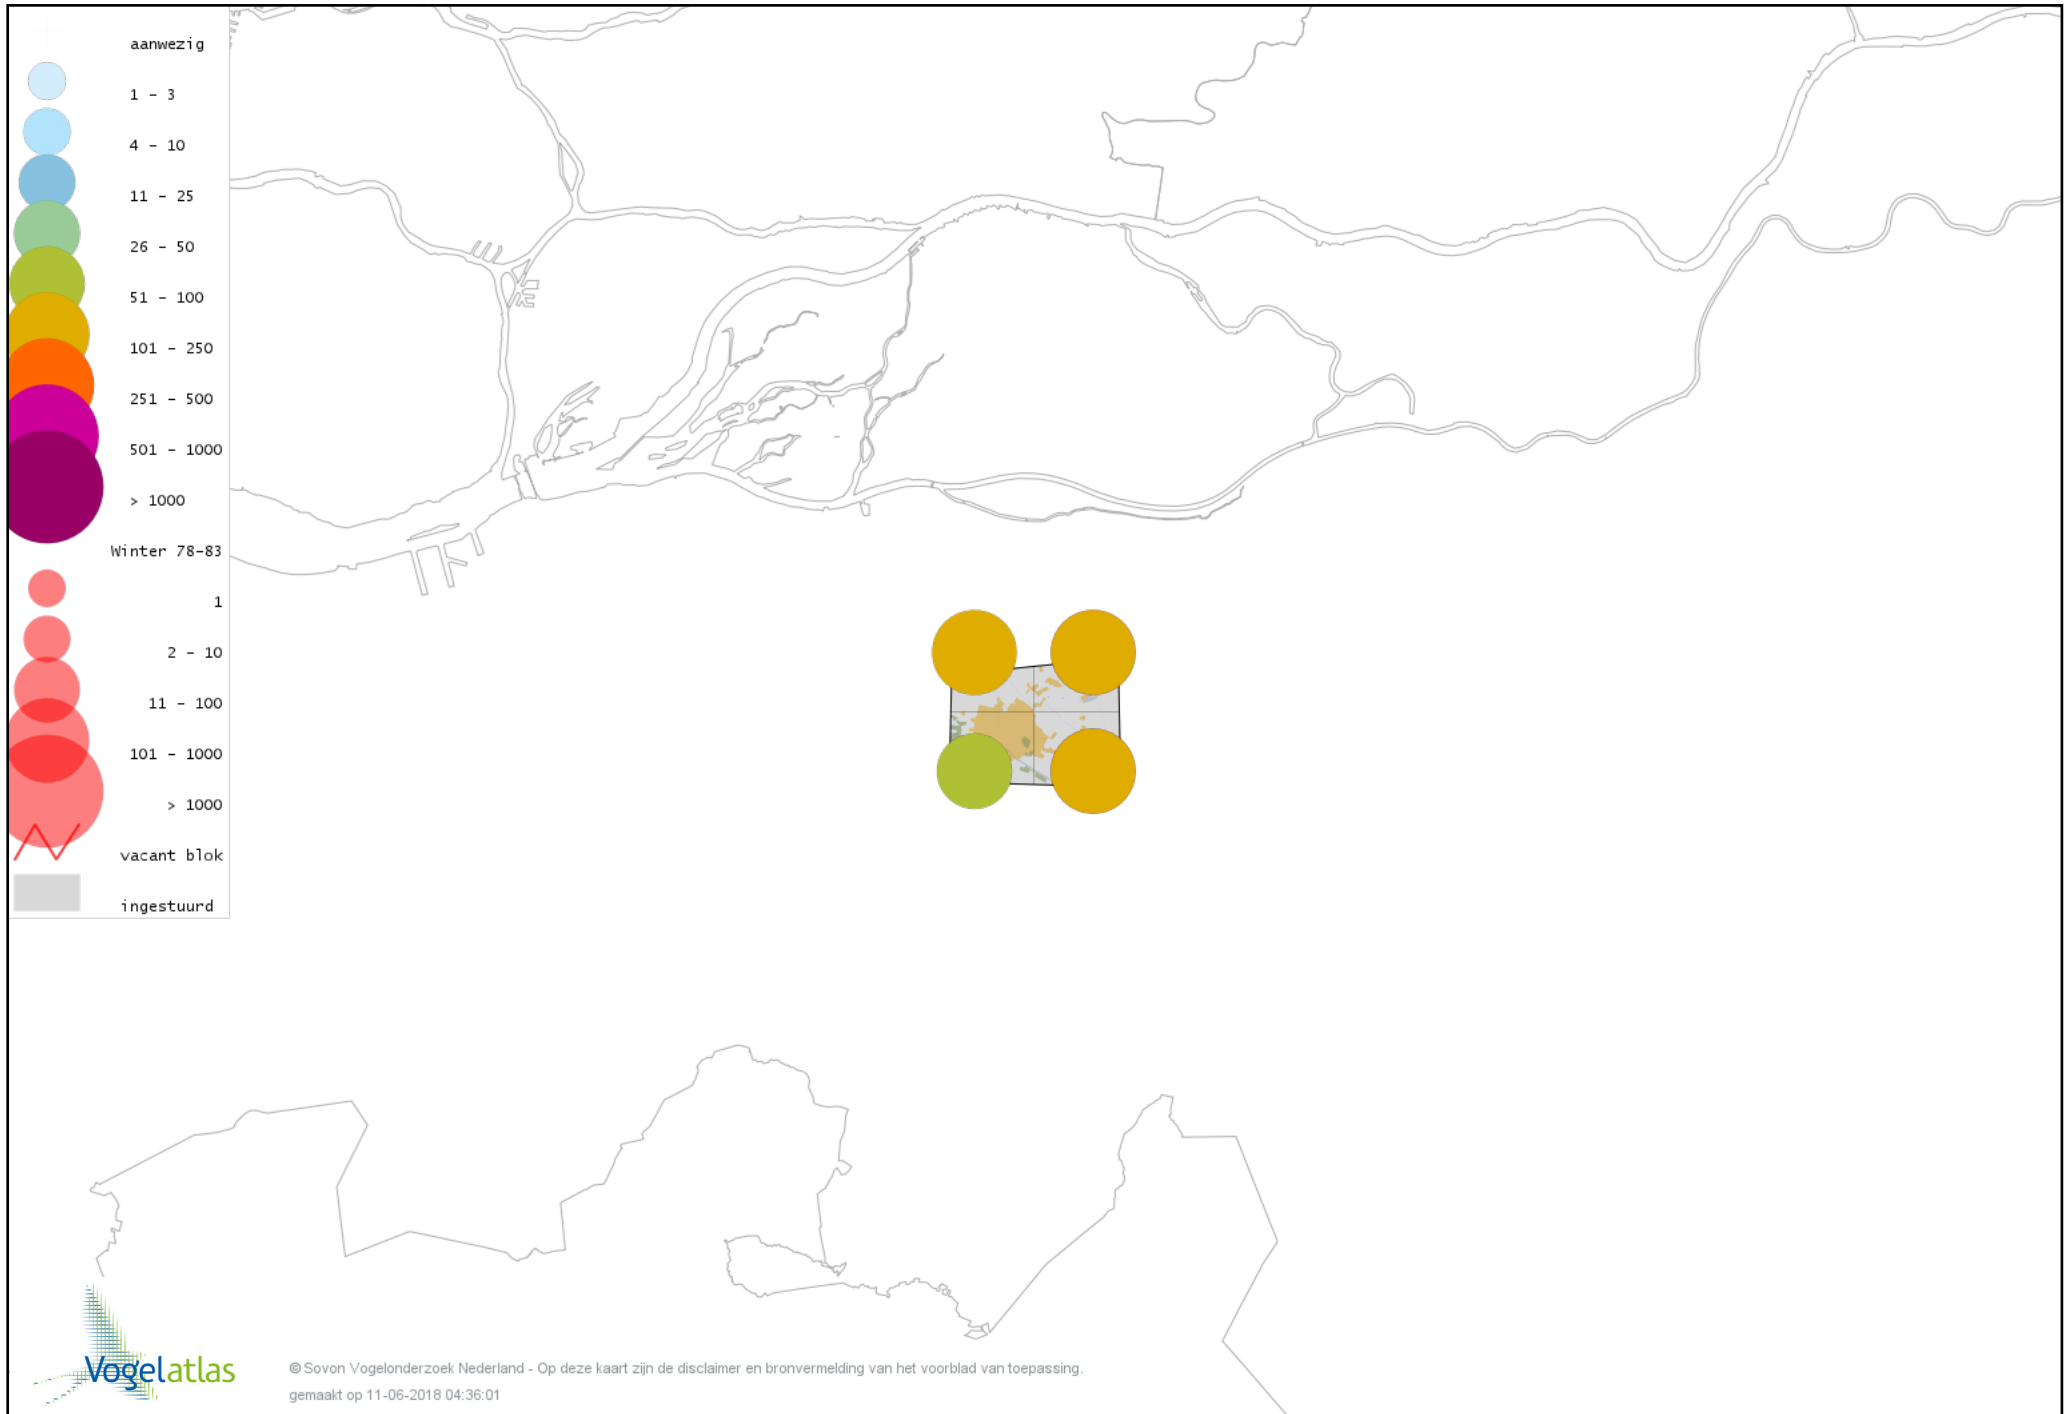 aanwezig
1 - 3
4 - 10
11 - 25
26 - 50
51 - 100
101 - 250
251 - 500
501 - 1000
> 1000
Winter 78-83
1
2 - 10
11 - 100
101 - 1000
> 1000
vacant blok
ingestuurd
Vogelatlas
© Sovon Vogelonderzoek Nederland - Op deze kaart zijn de disclaimer en bronvermelding van het voorblad van toepassing.
gemaakt op 11-06-2018 04:36:01